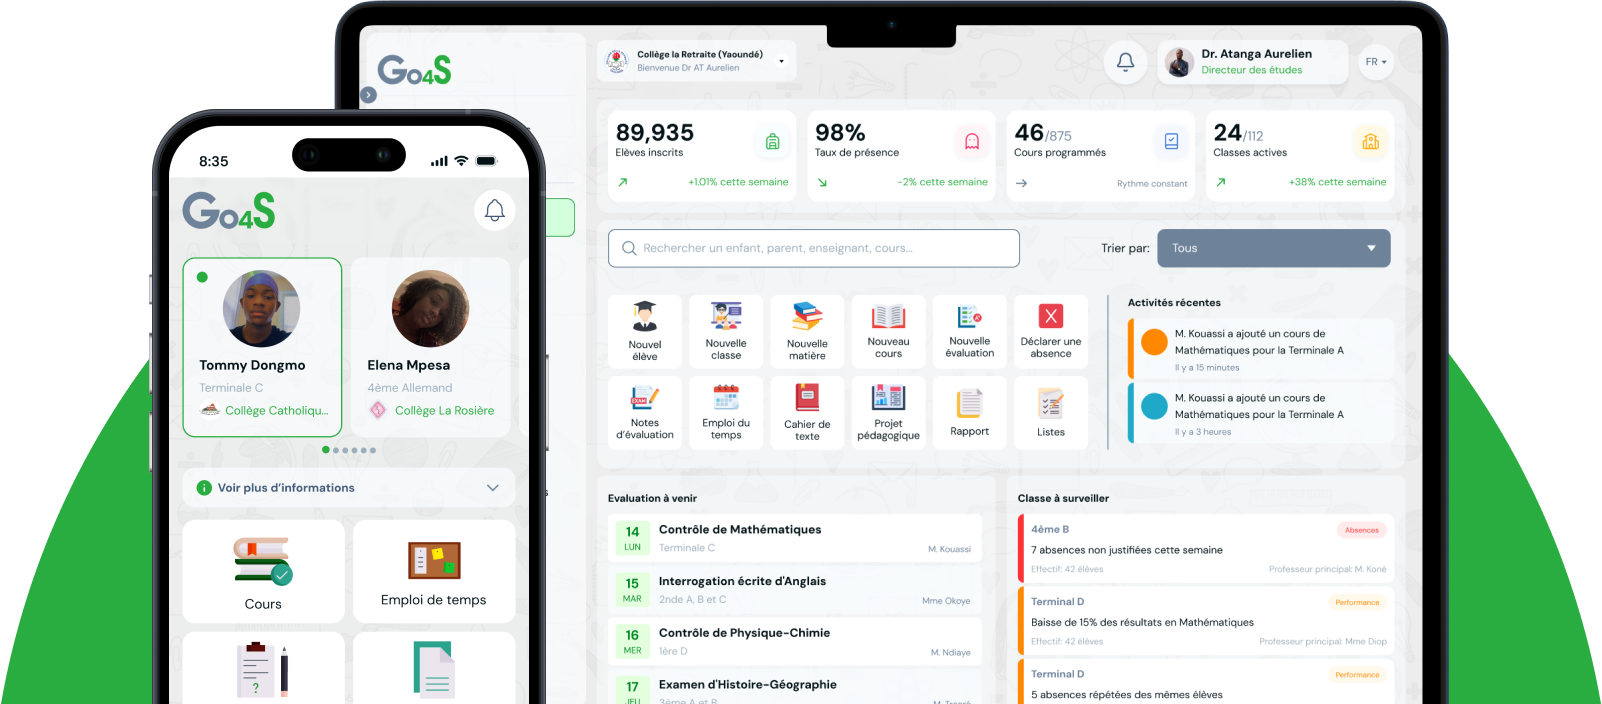 8:35
Go4S
Tommy Dongmo
Terminale C
Collège Catholiqu...
Elena Mpesa
4ème Allemand
Collège La Rosière
Voir plus d'informations
Cours
Emploi de temps
Go4S
Collège la Retraite (Yaoundé)
Bienvenue Dr AT Aurelien
Dr. Atanga Aurelien
Directeur des études
FR
89,935
Elèves inscrits
+1.01% cette semaine
98%
Taux de présence
-2% cette semaine
46/875
Cours programmés
Rythme constant
24/112
Classes actives
+38% cette semaine
Rechercher un enfant, parent, enseignant, cours...
Trier par:
Tous
Nouvel
élève
Nouvelle
classe
Nouvelle
matière
Nouveau
cours
Nouvelle
évaluation
Déclarer une
absence
EXAM
Notes
d'évaluation
Emploi du
temps
Cahier de
texte
Projet
pédagogique
Rapport
Listes
Activités récentes
M. Kouassi a ajouté un cours de
Mathématiques pour la Terminale A
Il y a 15 minutes
M. Kouassi a ajouté un cours de
Mathématiques pour la Terminale A
Il y a 3 heures
Evaluation à venir
14
LUN
Contrôle de Mathématiques
Terminale C
M. Kouassi
15
MAR
Interrogation écrite d'Anglais
2nde A, B et C
Mme Okoye
16
MER
Contrôle de Physique-Chimie
1ère D
M. Ndiaye
17
JEU
Examen d'Histoire-Géographie
3ème A et B
M. Traoré
Classe à surveiller
4ème B
Absences
7 absences non justifiées cette semaine
Effectif: 42 élèves
Professeur principal: M. Koné
Terminal D
Performance
Baisse de 15% des résultats en Mathématiques
Effectif: 42 élèves
Professeur principal: Mme Diop
Terminal D
Performance
5 absences répétées des mêmes élèves